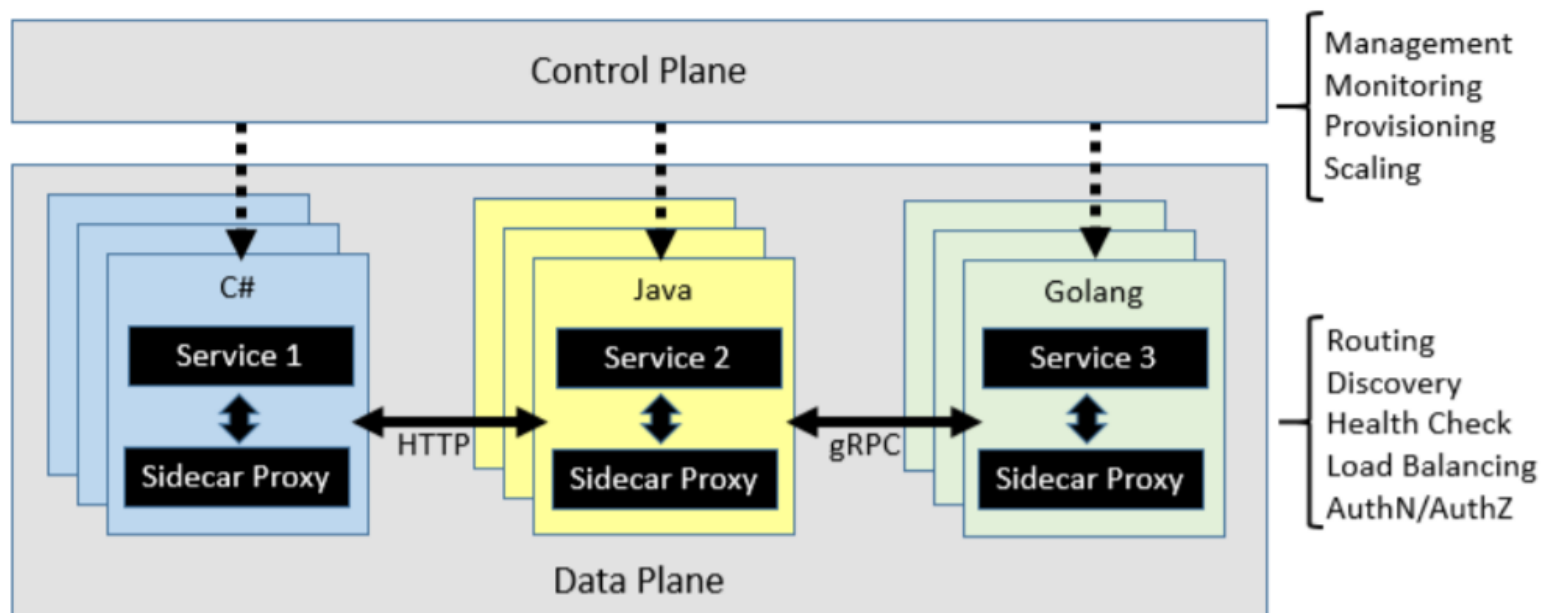 Control Plane
Management
Monitoring
Provisioning
Scaling
C#
Java
Golang
Service 1
Service 2
Service 3
HTTP
gRPC
Sidecar Proxy
Sidecar Proxy
Sidecar Proxy
Routing
Discovery
Health Check
Load Balancing
AuthN/AuthZ
Data Plane